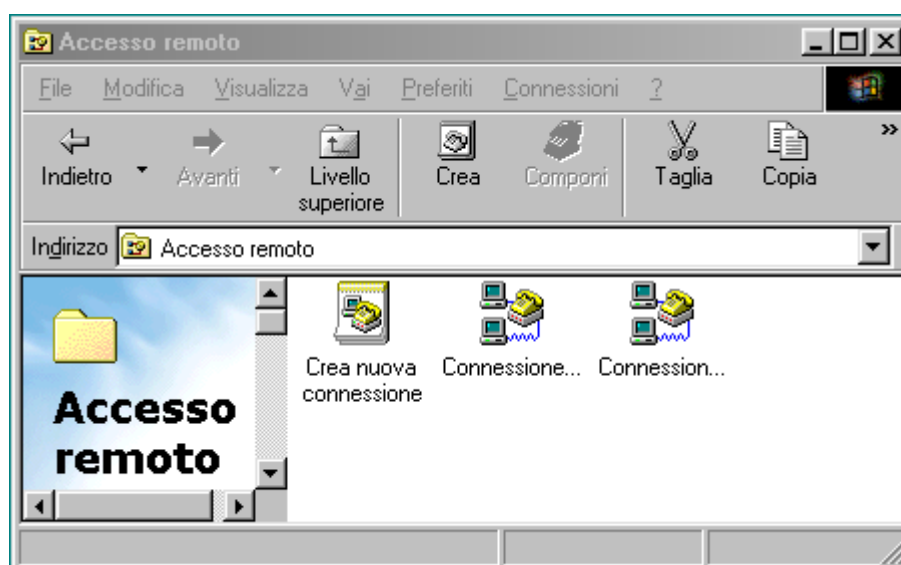 Accesso remoto
File Modifica Visualizza Vai Preferiti Connessioni ?
Indietro Avanti Livello superiore Crea Componi Taglia Copia »
Indirizzo Accesso remoto
Accesso
remoto
Crea nuova
connessione
Connessione...
Connession...